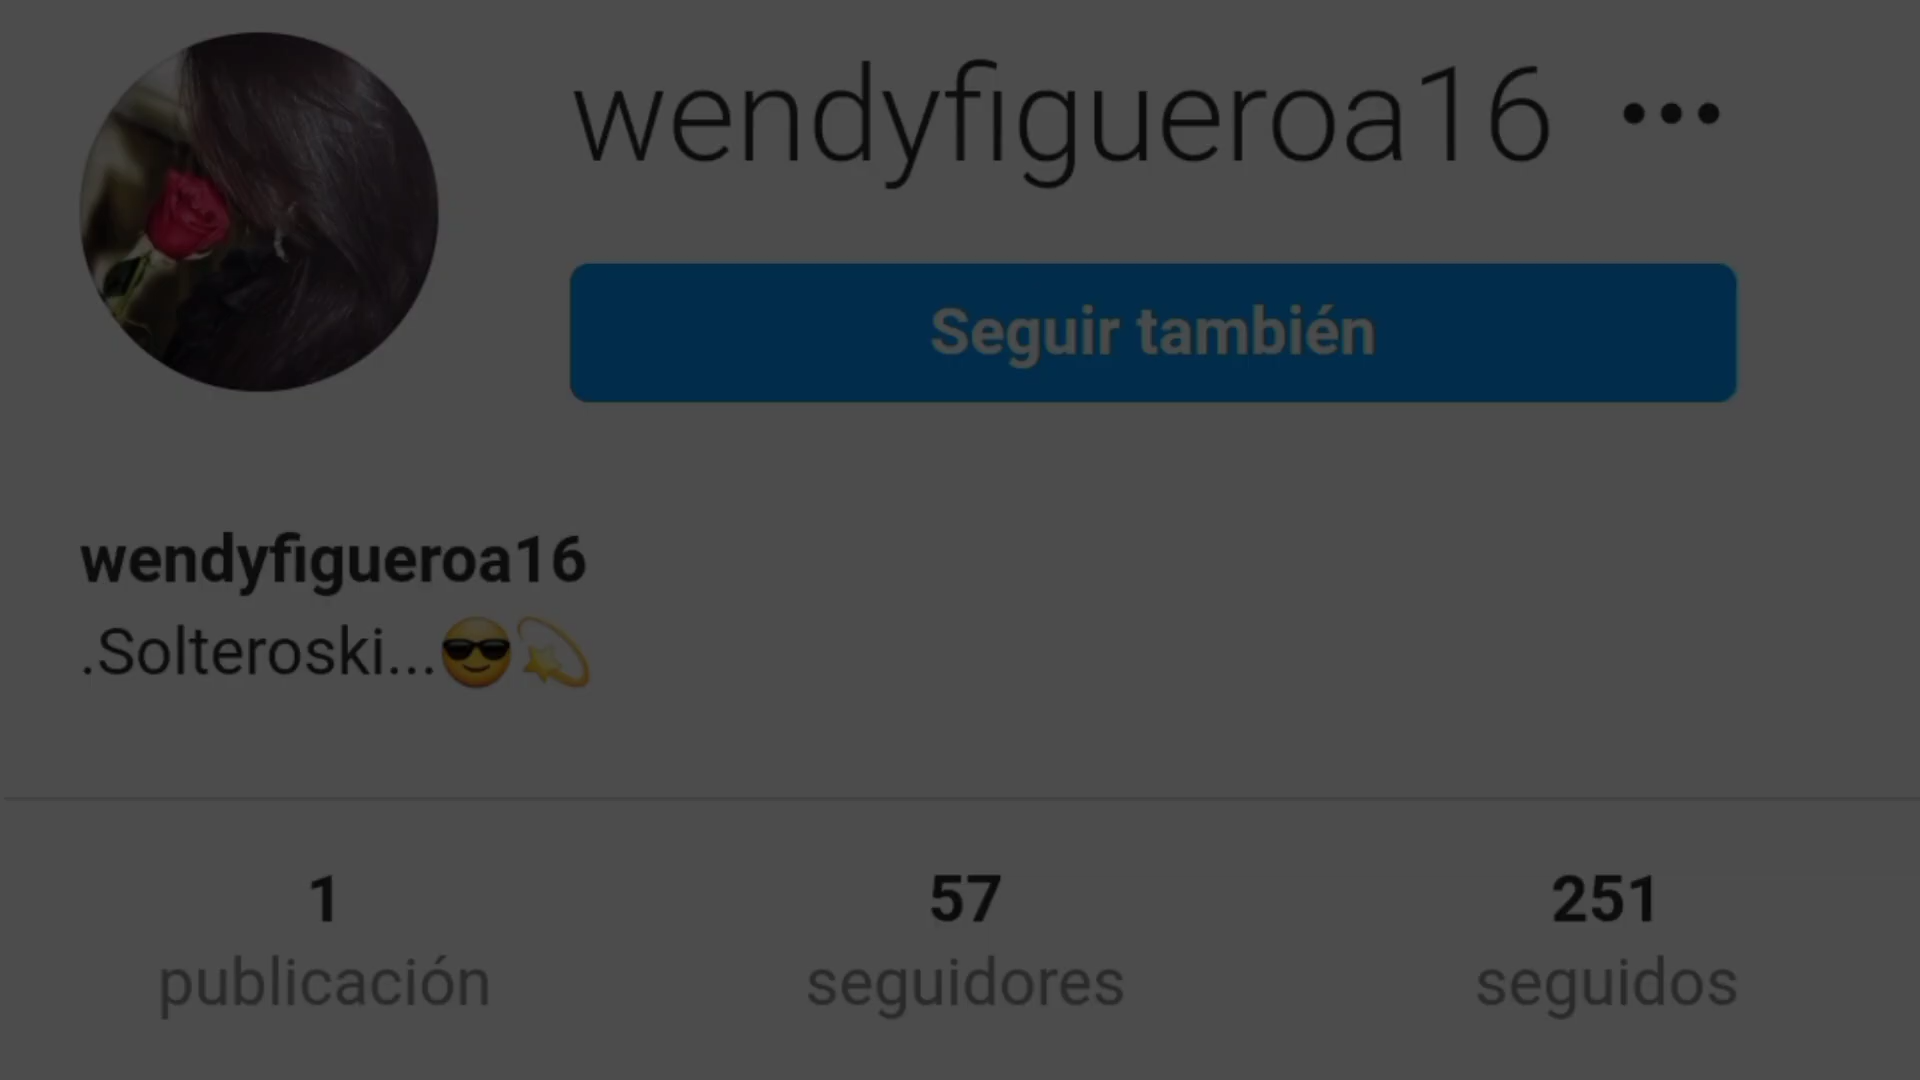 wendyfigueroa16 •••
Seguir también
wendyfigueroa16
.Solteroski...😎💫
1 57 251
publicación seguidores seguidos